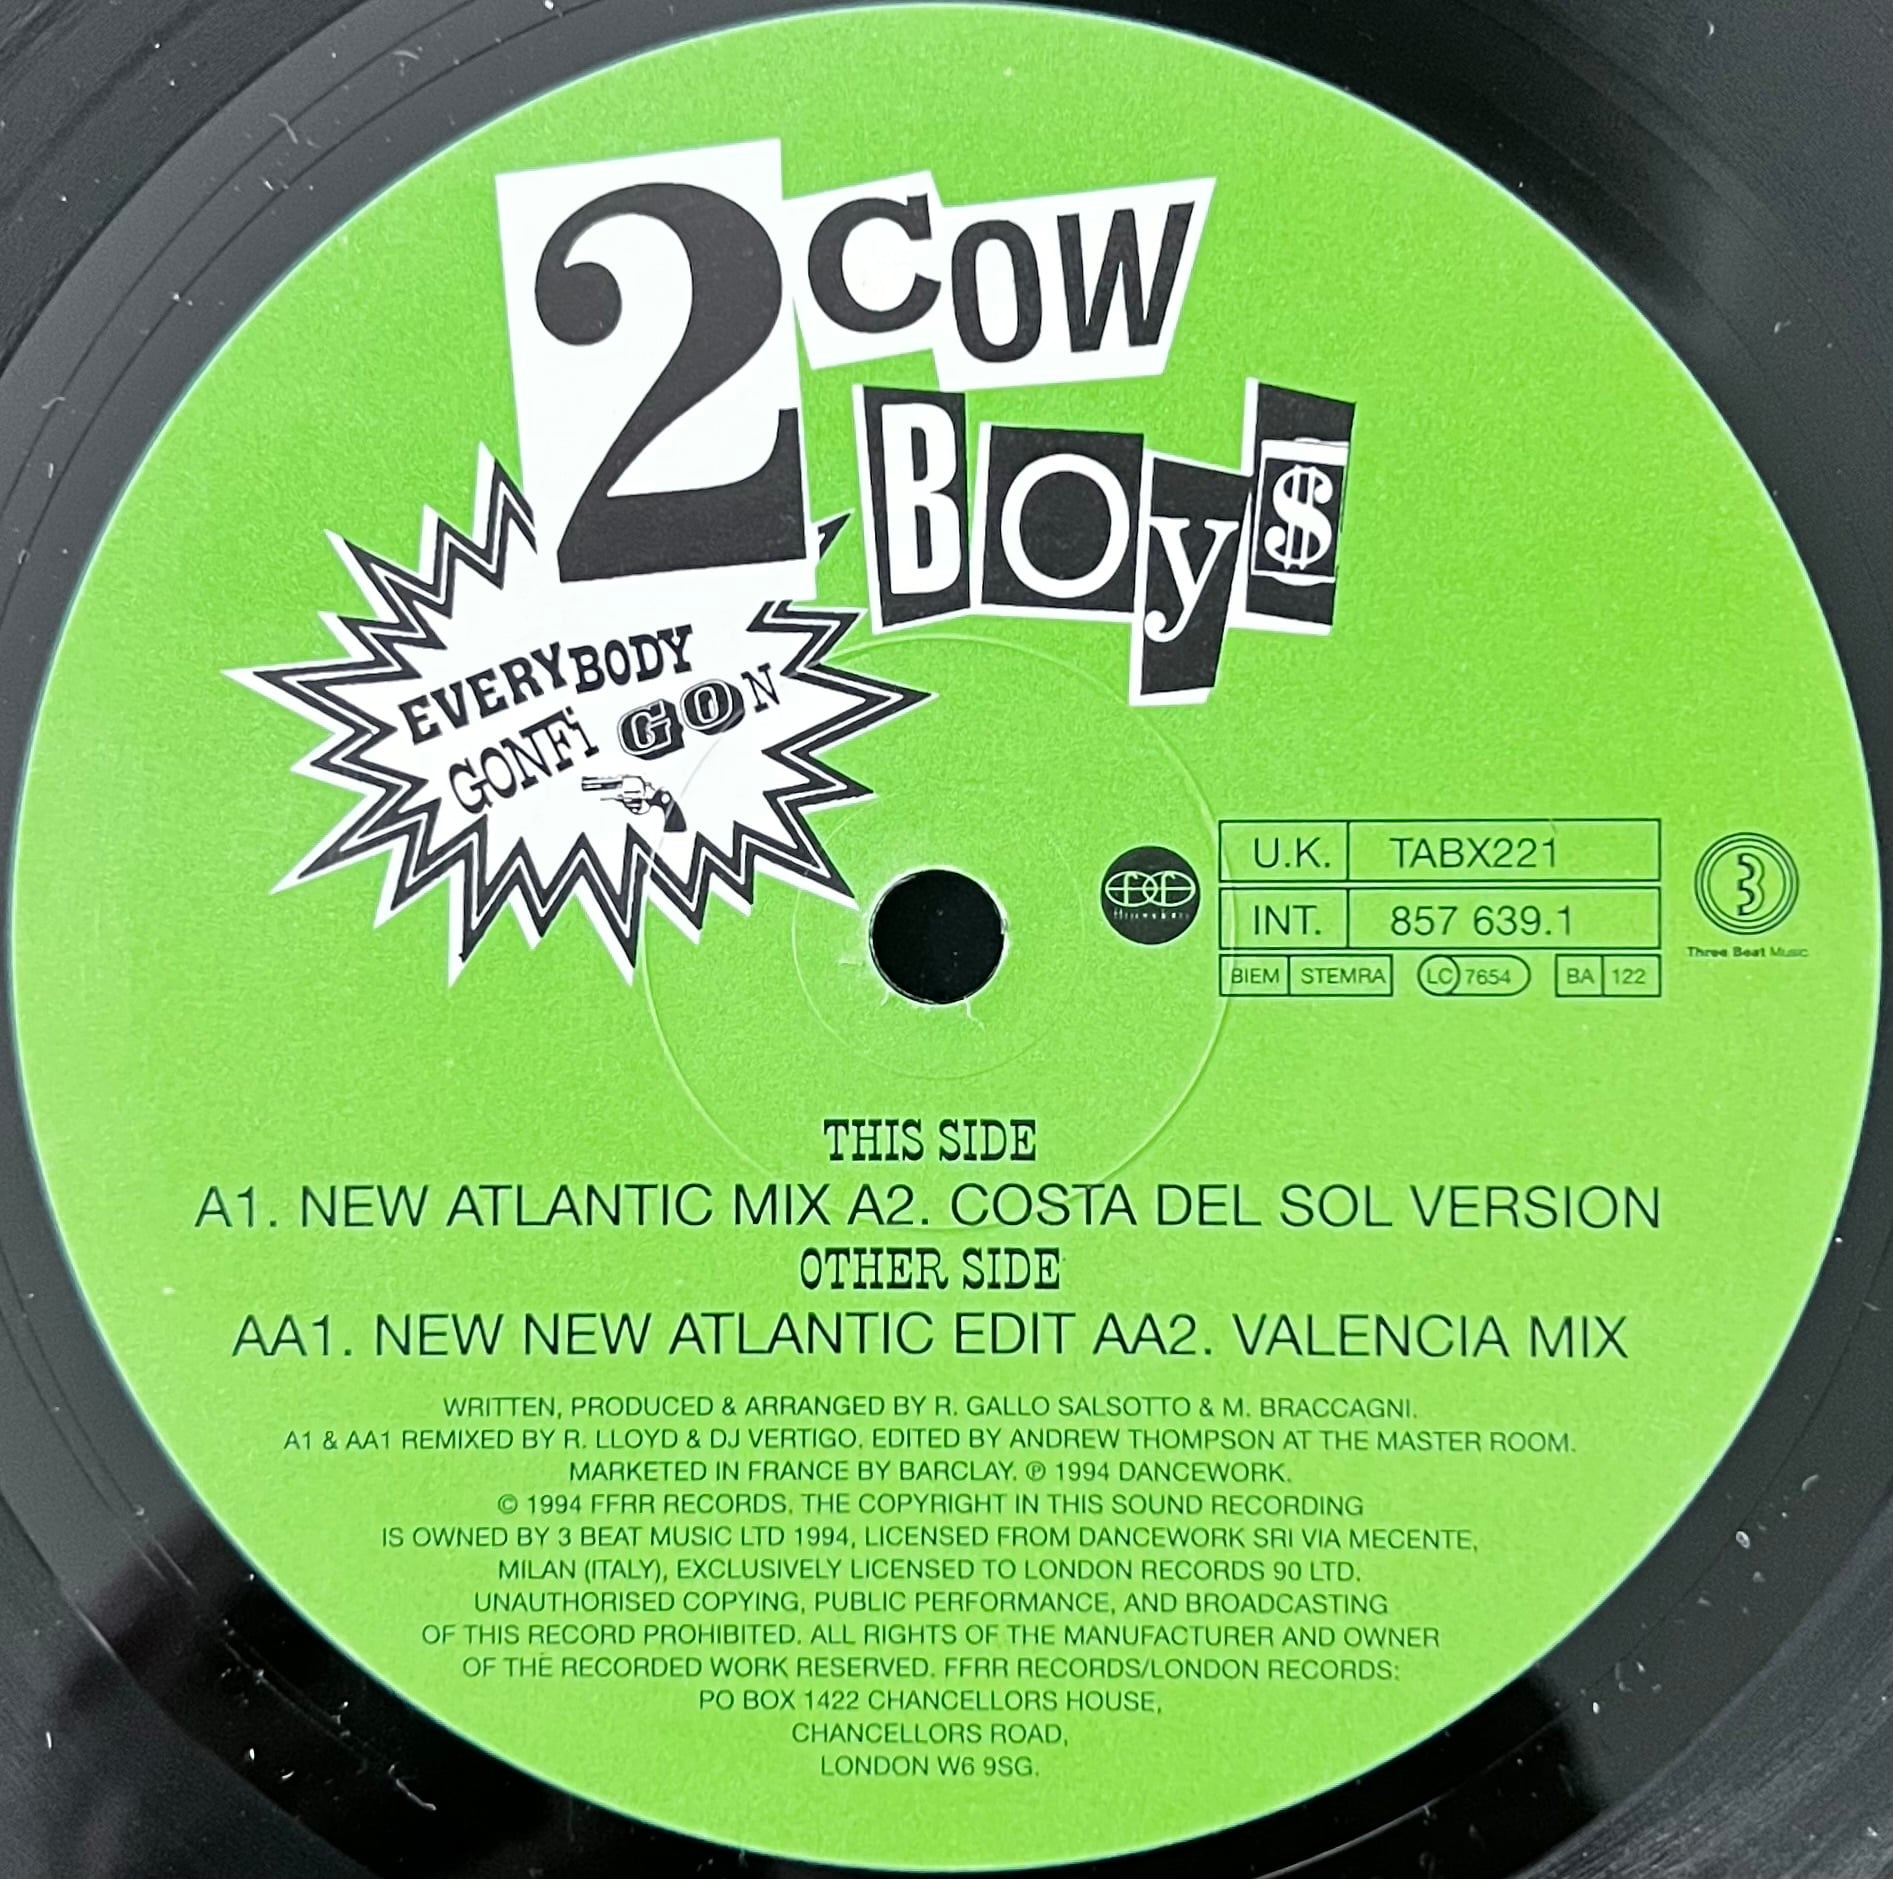 2 COW
BOY$
EVERYBODY
GONFi GON
U.K. TABX221
INT. 857 639.1
BIEM STEMRA LC 7654 BA 122
3
Three Beat Music
THIS SIDE
A1. NEW ATLANTIC MIX A2. COSTA DEL SOL VERSION
OTHER SIDE
AA1. NEW NEW ATLANTIC EDIT AA2. VALENCIA MIX
WRITTEN, PRODUCED & ARRANGED BY R. GALLO SALSOTTO & M. BRACCAGNI.
A1 & AA1 REMIXED BY R. LLOYD & DJ VERTIGO. EDITED BY ANDREW THOMPSON AT THE MASTER ROOM.
MARKETED IN FRANCE BY BARCLAY. ℗ 1994 DANCEWORK.
© 1994 FFRR RECORDS. THE COPYRIGHT IN THIS SOUND RECORDING
IS OWNED BY 3 BEAT MUSIC LTD 1994, LICENSED FROM DANCEWORK SRI VIA MECENTE,
MILAN (ITALY), EXCLUSIVELY LICENSED TO LONDON RECORDS 90 LTD.
UNAUTHORISED COPYING, PUBLIC PERFORMANCE, AND BROADCASTING
OF THIS RECORD PROHIBITED. ALL RIGHTS OF THE MANUFACTURER AND OWNER
OF THE RECORDED WORK RESERVED. FFRR RECORDS/LONDON RECORDS:
PO BOX 1422 CHANCELLORS HOUSE,
CHANCELLORS ROAD,
LONDON W6 9SG.